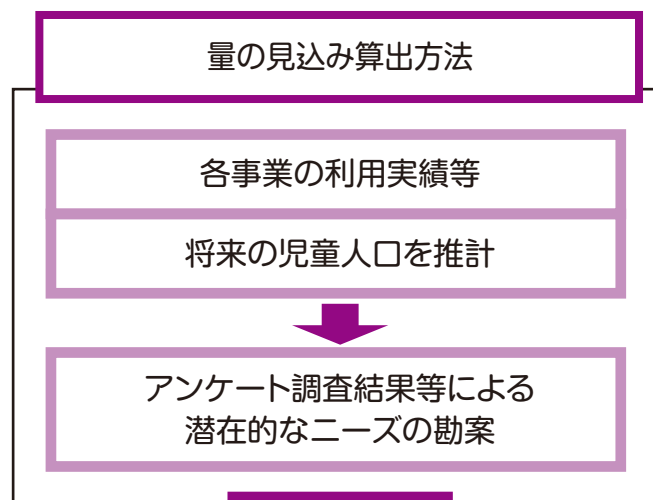 量の見込み算出方法
各事業の利用実績等
将来の児童人口を推計
アンケート調査結果等による
潜在的なニーズの勘案